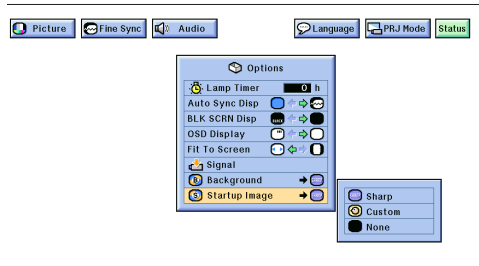 Picture Fine Sync Audio Language PRJ Mode Status
Options
Lamp Timer 0 h
Auto Sync Disp
BLK SCRN Disp
OSD Display
Fit To Screen
Signal
Background
Startup Image
Sharp
Custom
None